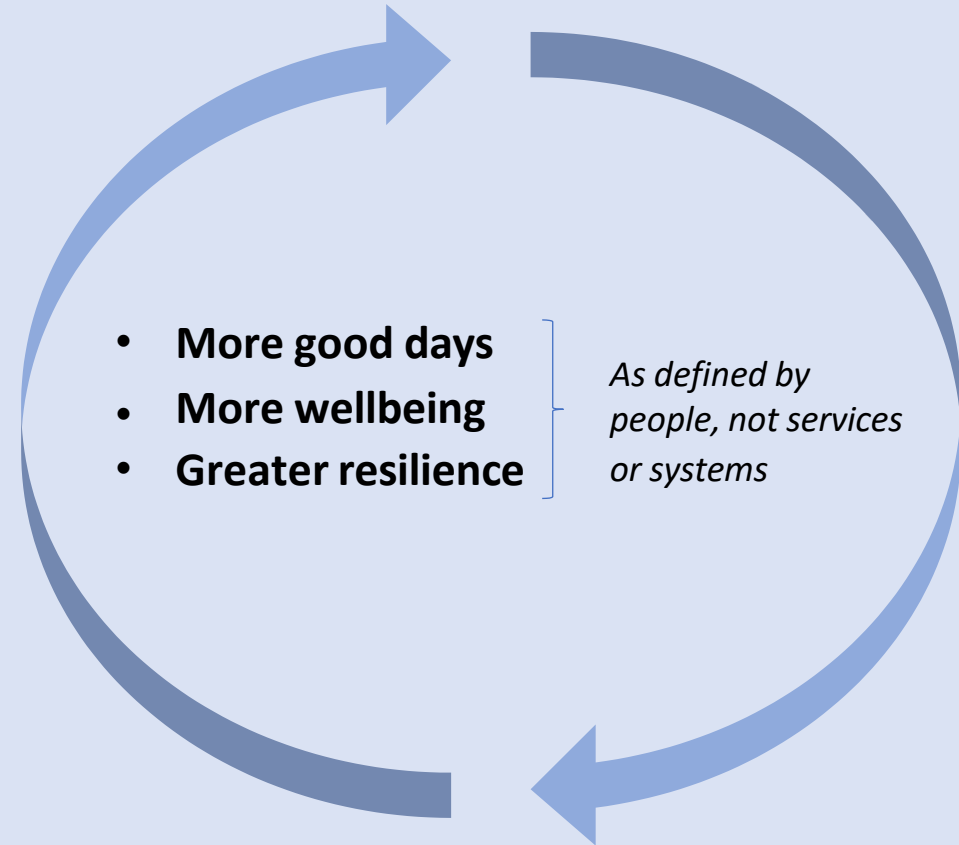 • More good days
• More wellbeing
• Greater resilience
As defined by
people, not services
or systems